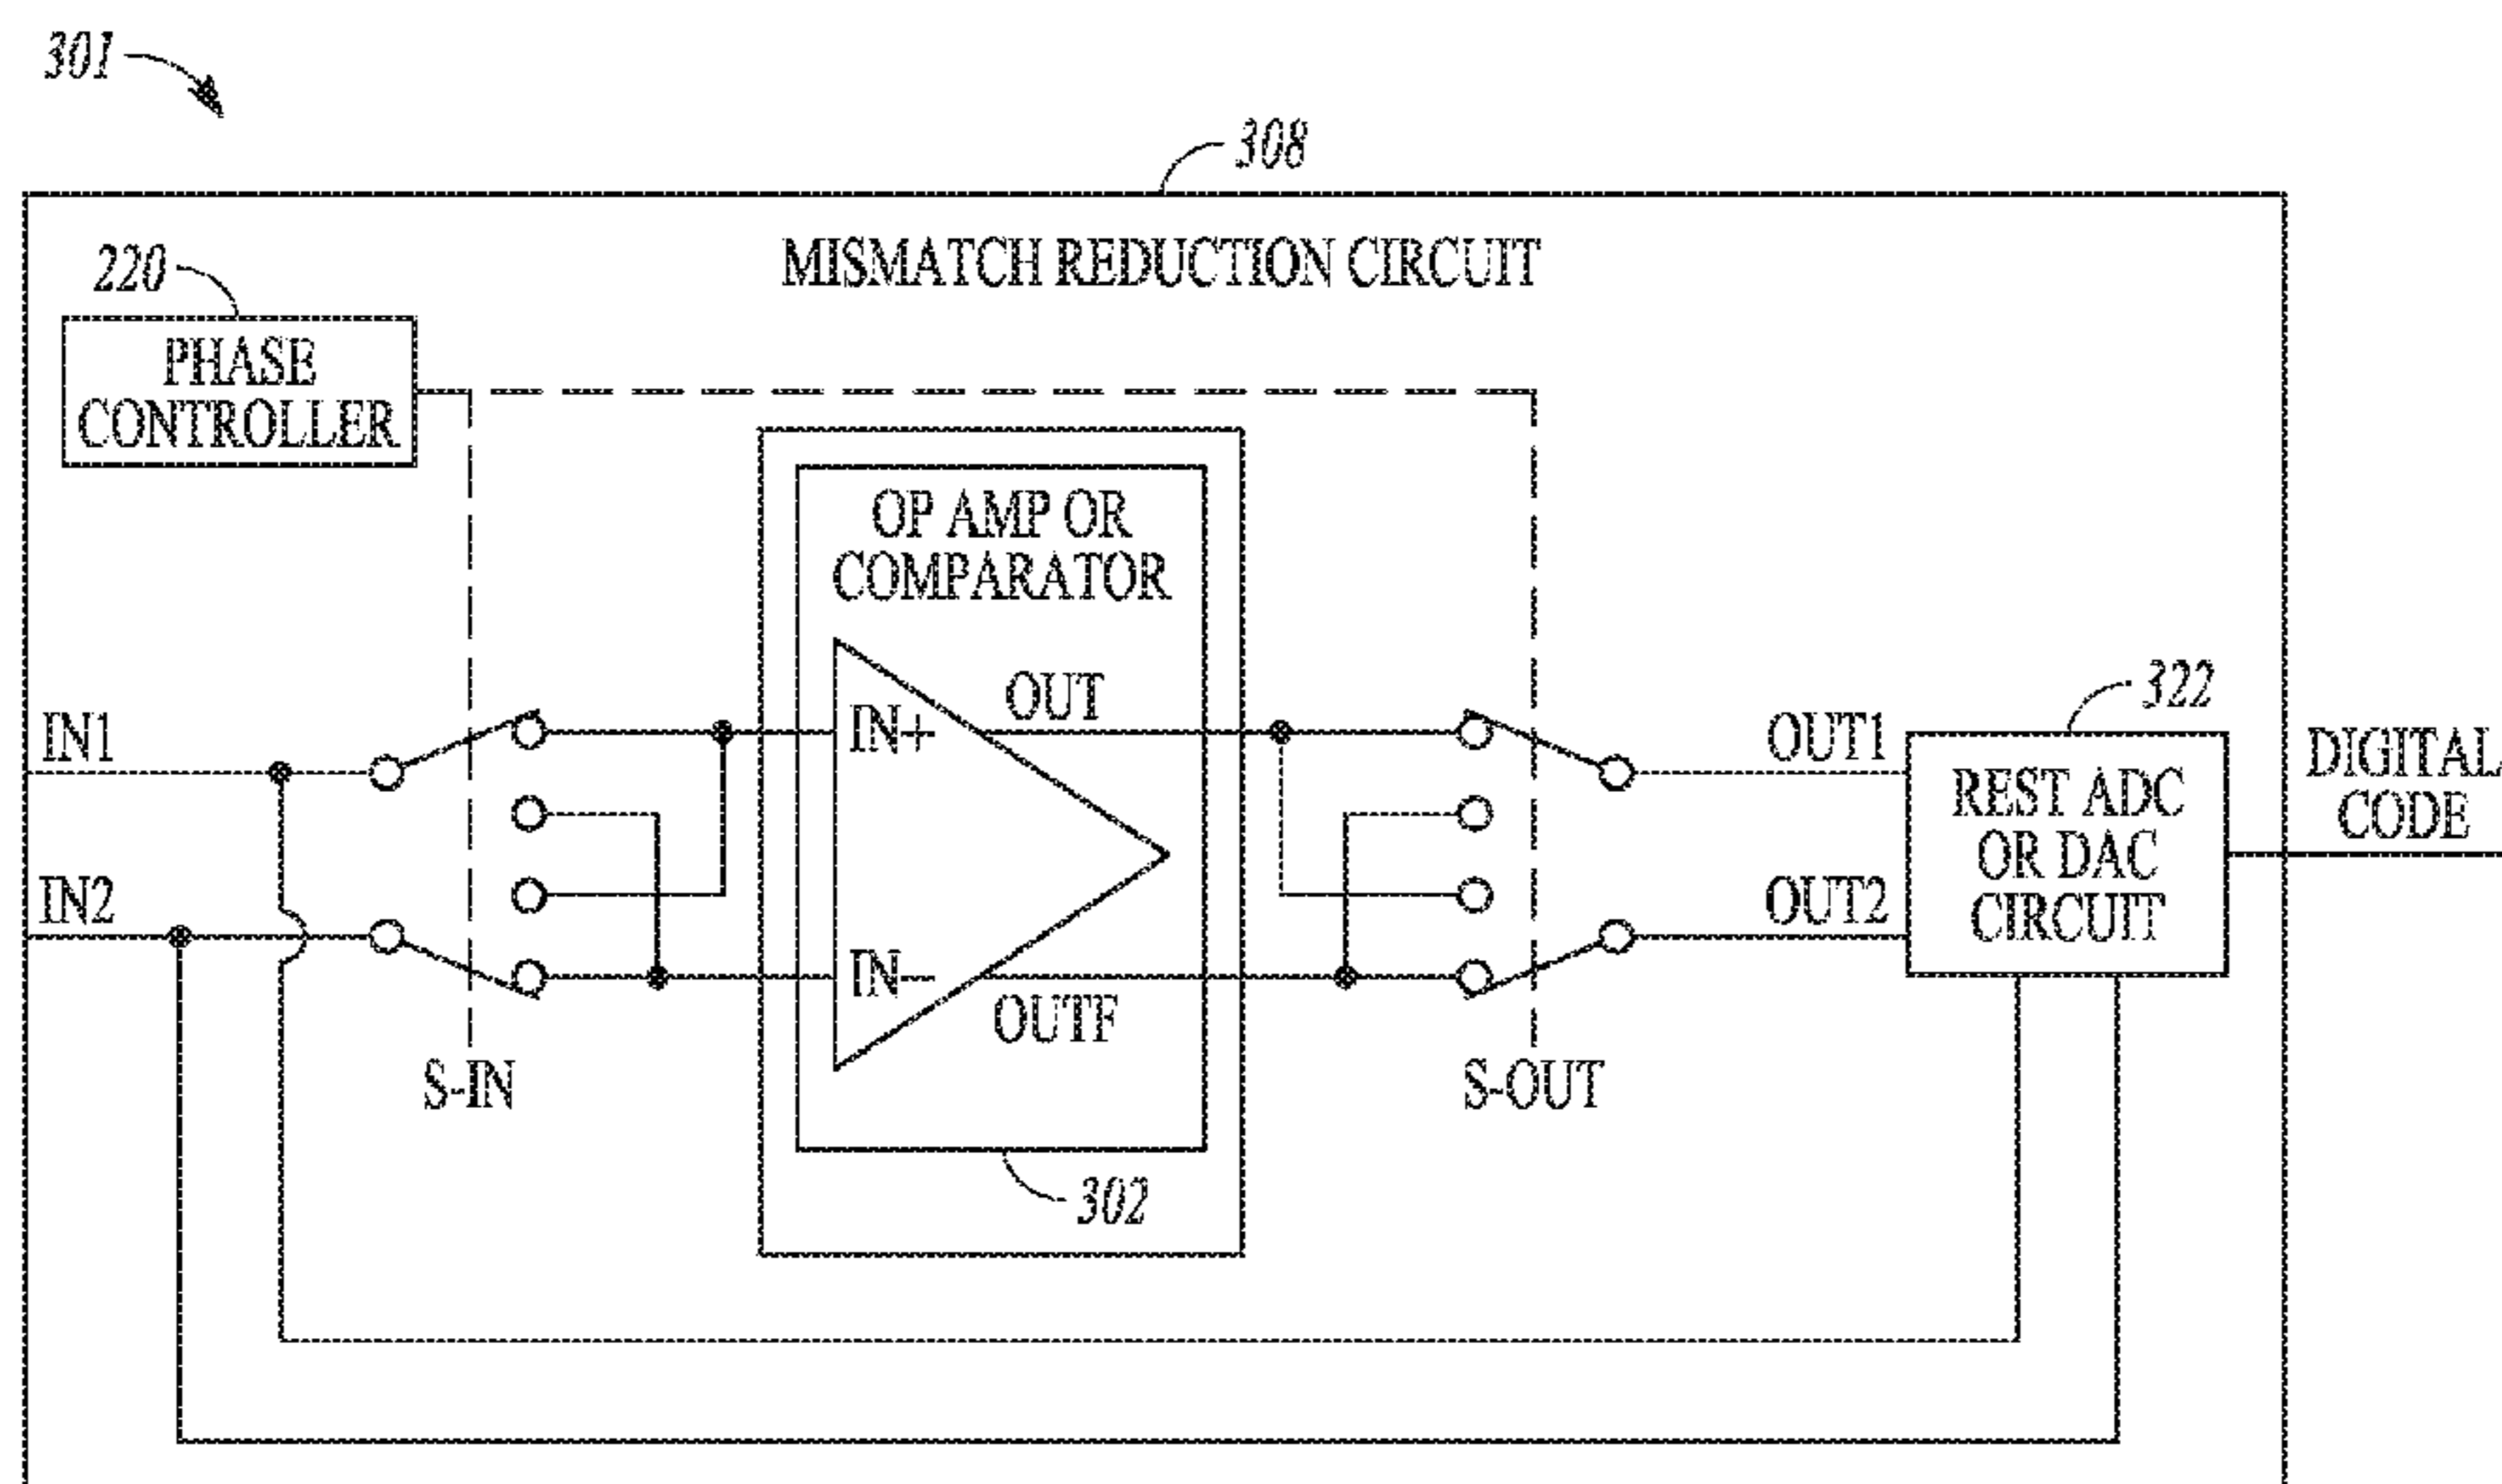 301
308
MISMATCH REDUCTION CIRCUIT
220
PHASE
CONTROLLER
OP AMP OR
COMPARATOR
OUT
IN+
IN1
IN2
IN-
OUTF
S-IN
302
S-OUT
OUT1
OUT2
322
REST ADC
OR DAC
CIRCUIT
DIGITAL
CODE